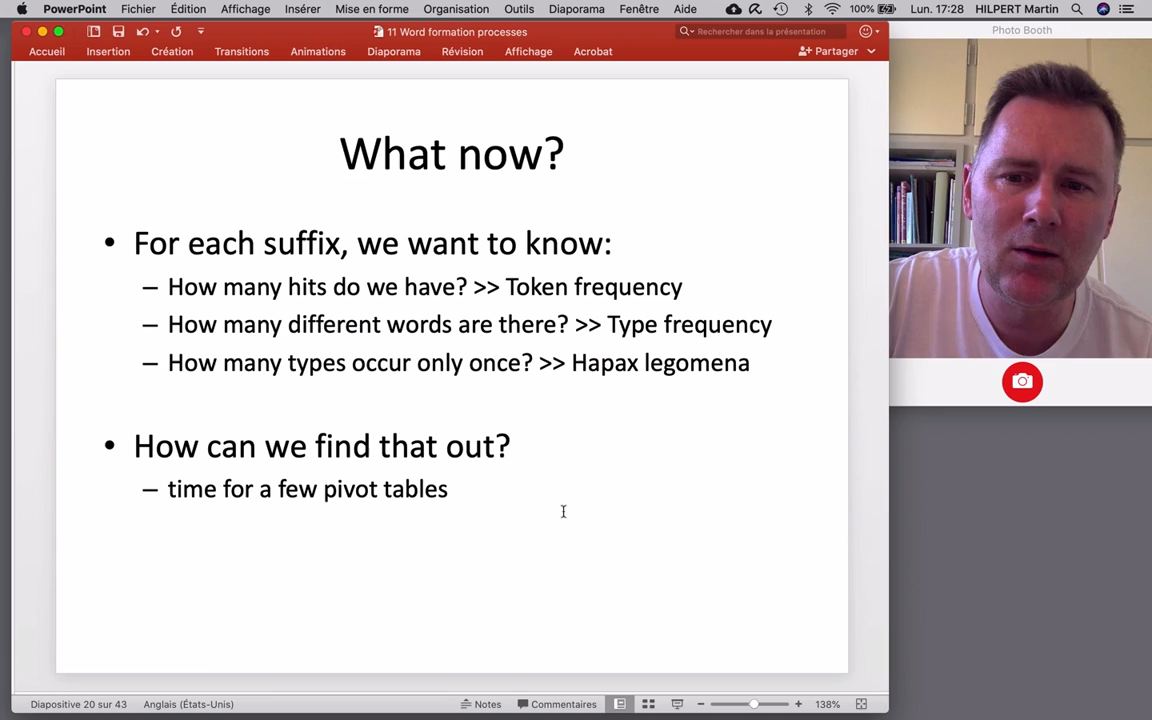 PowerPoint Fichier Édition Affichage Insérer Mise en forme Organisation Outils Diaporama Fenêtre Aide 100% Lun. 17:28 HILPERT Martin
11 Word formation processes
Rechercher dans la présentation
Photo Booth
Accueil Insertion Création Transitions Animations Diaporama Révision Affichage Acrobat Partager
What now?
• For each suffix, we want to know:
– How many hits do we have? >> Token frequency
– How many different words are there? >> Type frequency
– How many types occur only once? >> Hapax legomena
• How can we find that out?
– time for a few pivot tables
Diapositive 20 sur 43 Anglais (États-Unis) Notes Commentaires 138%